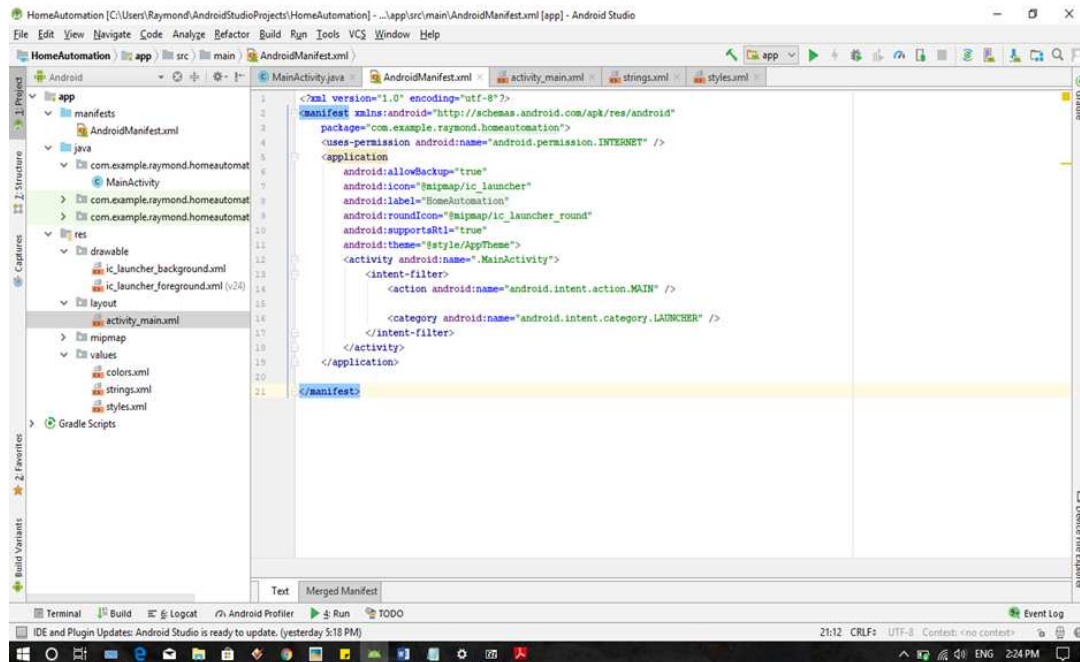 HomeAutomation [C:\Users\Raymond\AndroidStudioProjects\HomeAutomation] - ...\app\src\main\AndroidManifest.xml [app] - Android Studio
File Edit View Navigate Code Analyze Refactor Build Run Tools VCS Window Help
HomeAutomation app src main AndroidManifest.xml app
Android MainActivity.java AndroidManifest.xml activity_main.xml strings.xml styles.xml
1: Project
Z: Structure
Captures
2: Favorites
Build Variants
app
manifests
AndroidManifest.xml
java
com.example.raymond.homeautomat
MainActivity
com.example.raymond.homeautomat
com.example.raymond.homeautomat
res
drawable
ic_launcher_background.xml
ic_launcher_foreground.xml (v24)
layout
activity_main.xml
mipmap
values
colors.xml
strings.xml
styles.xml
Gradle Scripts
1 <?xml version="1.0" encoding="utf-8"?>
2 <manifest xmlns:android="http://schemas.android.com/apk/res/android"
3 package="com.example.raymond.homeautomation">
4 <uses-permission android:name="android.permission.INTERNET" />
5 <application
6 android:allowBackup="true"
7 android:icon="@mipmap/ic_launcher"
8 android:label="HomeAutomation"
9 android:roundIcon="@mipmap/ic_launcher_round"
10 android:supportsRtl="true"
11 android:theme="@style/AppTheme">
12 <activity android:name=".MainActivity">
13 <intent-filter>
14 <action android:name="android.intent.action.MAIN" />
15
16 <category android:name="android.intent.category.LAUNCHER" />
17 </intent-filter>
18 </activity>
19 </application>
20
21 </manifest>
Gradle
Device File Explorer
Text Merged Manifest
Terminal Build 6: Logcat Android Profiler 4: Run TODO Event Log
IDE and Plugin Updates: Android Studio is ready to update. (yesterday 5:18 PM) 21:12 CRLF UTF-8 Context: <no context>
ENG 2:24 PM